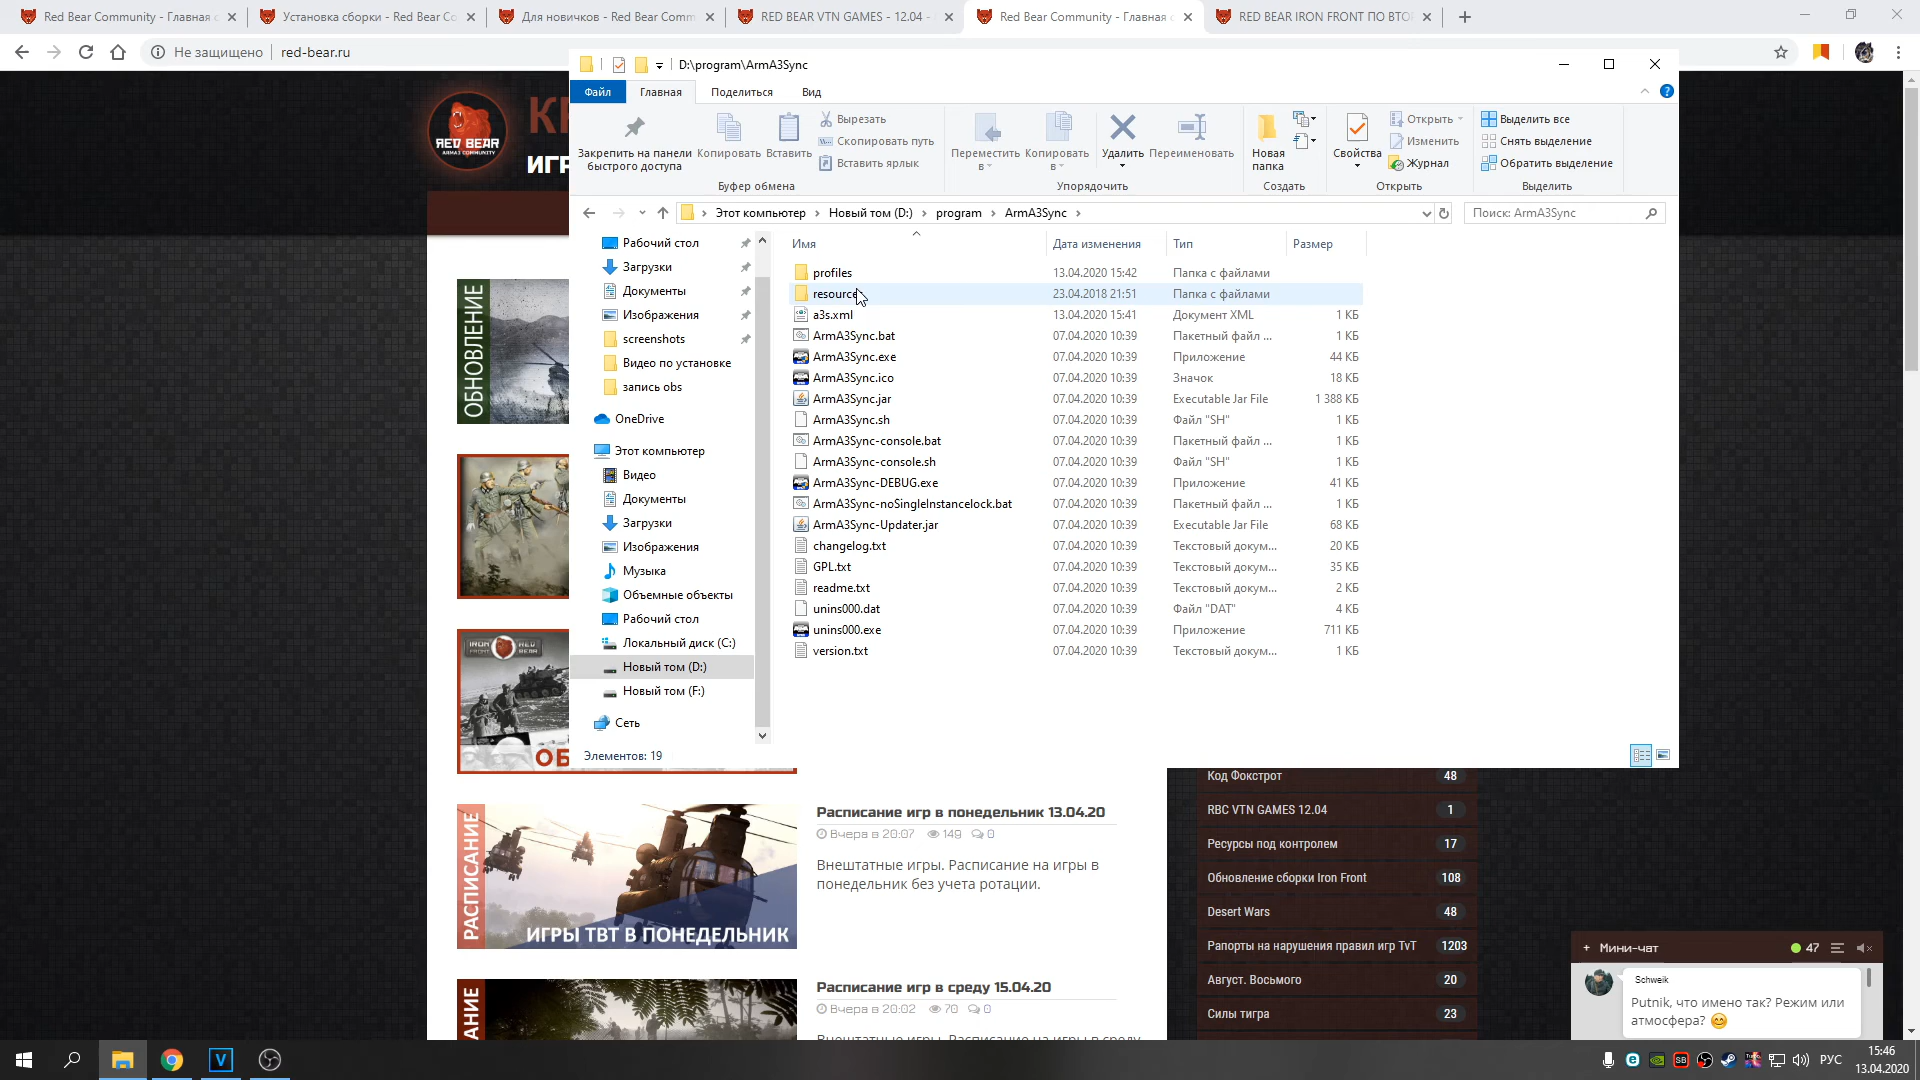 Red Bear Community - Главная с
Установка сборки - Red Bear Co
Для новичков - Red Bear Comm
RED BEAR VTN GAMES - 12.04 -
Red Bear Community - Главная с
RED BEAR IRON FRONT ПО ВТО
Не защищено
red-bear.ru
D:\program\ArmA3Sync
Файл
Главная
Поделиться
Вид
Закрепить на панели быстрого доступа
Копировать
Вставить
Вырезать
Скопировать путь
Вставить ярлык
Переместить в
Копировать в
Удалить
Переименовать
Новая папка
Свойства
Открыть
Изменить
Журнал
Выделить все
Снять выделение
Обратить выделение
Буфер обмена
Упорядочить
Создать
Открыть
Выделить
Этот компьютер
Новый том (D:)
program
ArmA3Sync
Поиск: ArmA3Sync
Рабочий стол
Загрузки
Документы
Изображения
screenshots
Видео по установке
запись obs
OneDrive
Этот компьютер
Видео
Документы
Загрузки
Изображения
Музыка
Объемные объекты
Рабочий стол
Локальный диск (C:)
Новый том (D:)
Новый том (F:)
Сеть
Элементов: 19
Имя Дата изменения Тип Размер
profiles 13.04.2020 15:42 Папка с файлами
resource 23.04.2018 21:51 Папка с файлами
a3s.xml 13.04.2020 15:41 Документ XML 1 КБ
ArmA3Sync.bat 07.04.2020 10:39 Пакетный файл ... 1 КБ
ArmA3Sync.exe 07.04.2020 10:39 Приложение 44 КБ
ArmA3Sync.ico 07.04.2020 10:39 Значок 18 КБ
ArmA3Sync.jar 07.04.2020 10:39 Executable Jar File 1 388 КБ
ArmA3Sync.sh 07.04.2020 10:39 Файл "SH" 1 КБ
ArmA3Sync-console.bat 07.04.2020 10:39 Пакетный файл ... 1 КБ
ArmA3Sync-console.sh 07.04.2020 10:39 Файл "SH" 1 КБ
ArmA3Sync-DEBUG.exe 07.04.2020 10:39 Приложение 41 КБ
ArmA3Sync-noSingleInstancelock.bat 07.04.2020 10:39 Пакетный файл ... 1 КБ
ArmA3Sync-Updater.jar 07.04.2020 10:39 Executable Jar File 68 КБ
changelog.txt 07.04.2020 10:39 Текстовый докум... 20 КБ
GPL.txt 07.04.2020 10:39 Текстовый докум... 35 КБ
readme.txt 07.04.2020 10:39 Текстовый докум... 2 КБ
unins000.dat 07.04.2020 10:39 Файл "DAT" 4 КБ
unins000.exe 07.04.2020 10:39 Приложение 711 КБ
version.txt 07.04.2020 10:39 Текстовый докум... 1 КБ
RED BEAR
ARMA3 COMMUNITY
ИГР
ОБНОВЛЕНИЕ
IRON FRONT
RED BEAR
ОБ
РАСПИСАНИЕ
ИГРЫ ТВТ В ПОНЕДЕЛЬНИК
Расписание игр в понедельник 13.04.20
Вчера в 20:07 149 0
Внештатные игры. Расписание на игры в
понедельник без учета ротации.
АНИЕ
Расписание игр в среду 15.04.20
Вчера в 20:02 70 0
Внештатные игры. Расписание на игры в среду
Код Фокстрот 48
RBC VTN GAMES 12.04 1
Ресурсы под контролем 17
Обновление сборки Iron Front 108
Desert Wars 48
Рапорты на нарушения правил игр TvT 1203
Август. Восьмого 20
Силы тигра 23
+ Мини-чат 47
Schweik
Putnik, что имено так? Режим или
атмосфера?
V
SB
РУС
15:46
13.04.2020